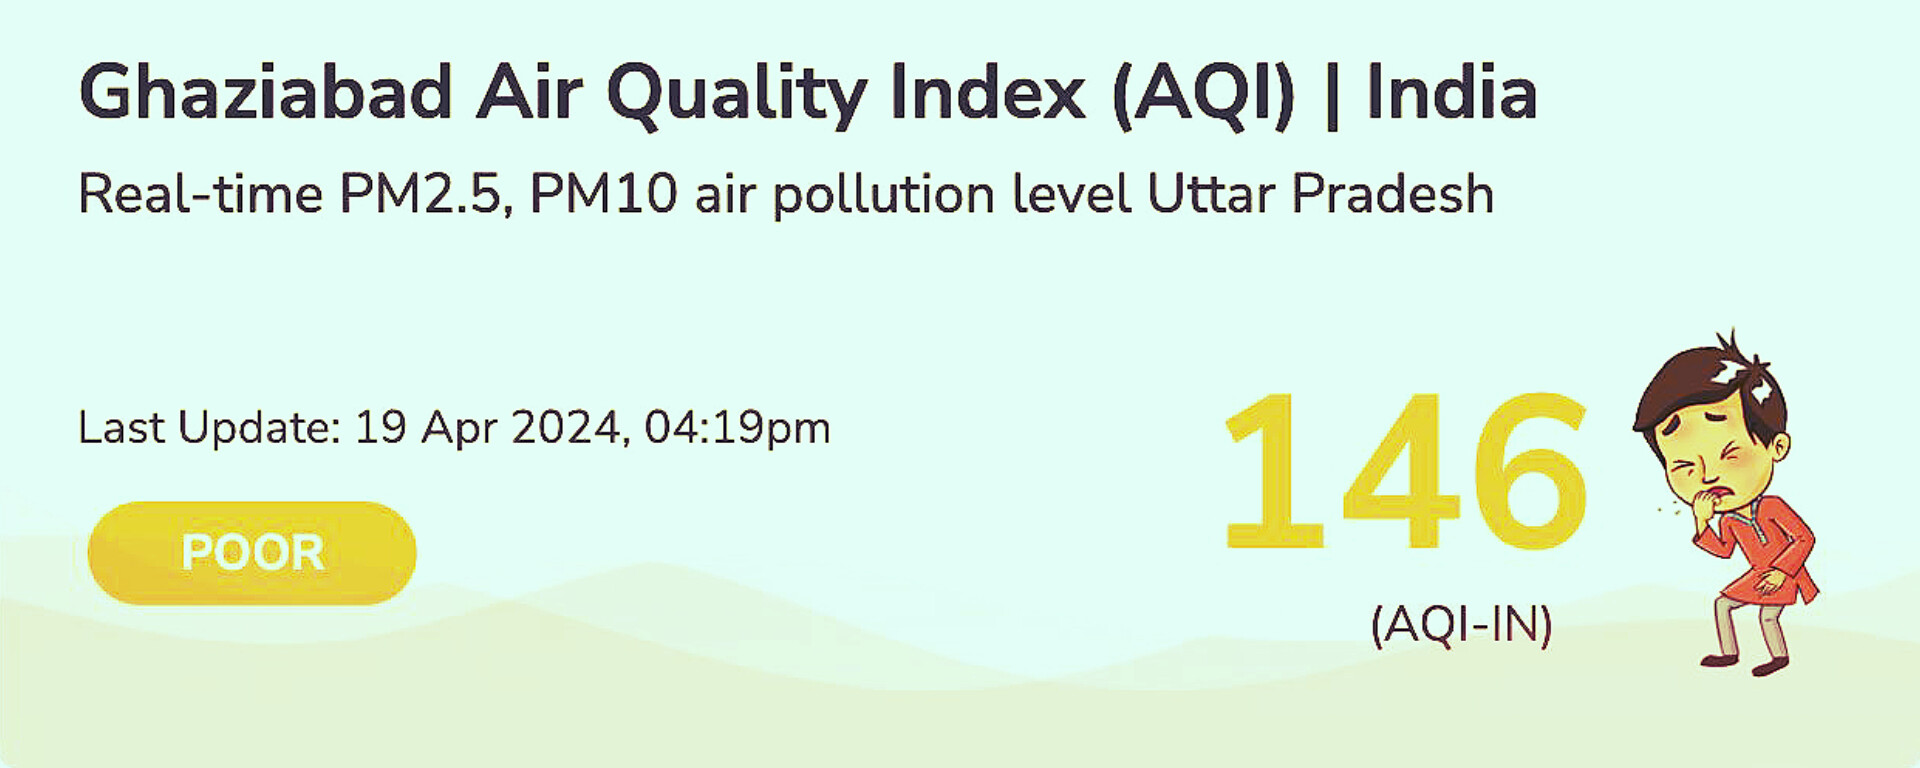 Ghaziabad Air Quality Index (AQI) | India
Real-time PM2.5, PM10 air pollution level Uttar Pradesh
Last Update: 19 Apr 2024, 04:19pm
POOR
146
(AQI-IN)